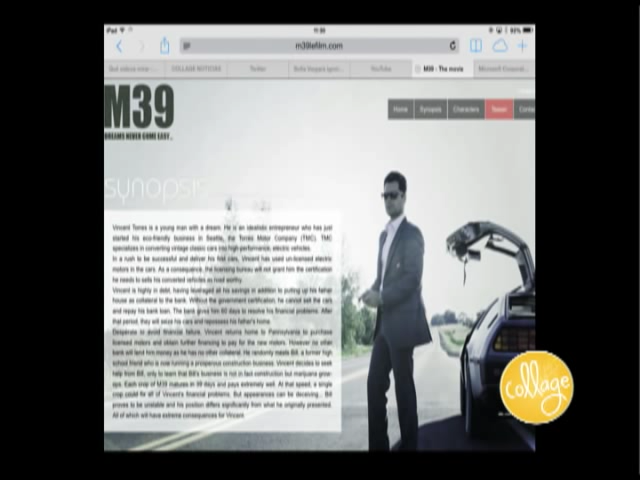 iPad
11:59
92%
m39lefilm.com
COLLAGE NOTICIAS
Twitter
YouTube
M39 - The movie
Microsoft Corporat...
M39
DREAMS NEVER COME EASY...
Home
Synopsis
Characters
Teaser
synopsis
Vincent Torres is a young man with a dream. He is an idealistic entrepreneur who has just
started his eco-friendly business in Seattle, the Torres Motor Company (TMC). TMC
specializes in converting vintage classic cars into high-performance, electric vehicles.
In a rush to be successful and deliver his first cars, Vincent has used un-licensed electric
motors in the cars. As a consequence, the licensing bureau will not grant him the certification
he needs to sell his converted vehicles as road worthy.
Vincent is highly in debt, having leveraged all his savings in addition to putting up his father
house as collateral to the bank. Without the government certification, he cannot sell the cars
and repay his bank loan. The bank gives him 60 days to resolve his financial problems. After
that period, they will seize his cars and repossess his father's home.
Desperate to avoid financial failure, Vincent returns home to Pennsylvania to purchase
licensed motors and obtain further financing to pay for the new motors. However no other
bank will lend him money as he has no other collateral. He randomly meets Bill, a former high
school friend who is now running a prosperous construction business. Vincent decides to seek
help from Bill, only to learn that Bill's business is not in fact construction but marijuana grow-
ops. Each crop of M39 matures in 39 days and pays extremely well. At that speed, a single
crop could fix all of Vincent's financial problems. But appearances can be deceiving... Bill
proves to be unstable and his position differs significantly from what he originally presented.
All of which will have extreme consequences for Vincent.
collage